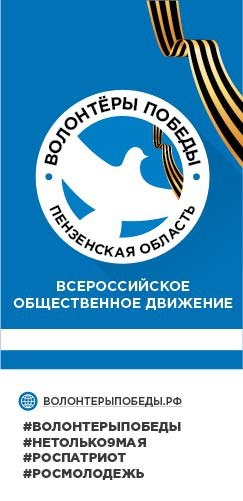 ВОЛОНТЁРЫ ПОБЕДЫ
ПЕНЗЕНСКАЯ ОБЛАСТЬ
ВСЕРОССИЙСКОЕ
ОБЩЕСТВЕННОЕ ДВИЖЕНИЕ
ВОЛОНТЕРЫПОБЕДЫ.РФ
#ВОЛОНТЕРЫПОБЕДЫ
#НЕТОЛЬКО9МАЯ
#РОСПАТРИОТ
#РОСМОЛОДЕЖЬ